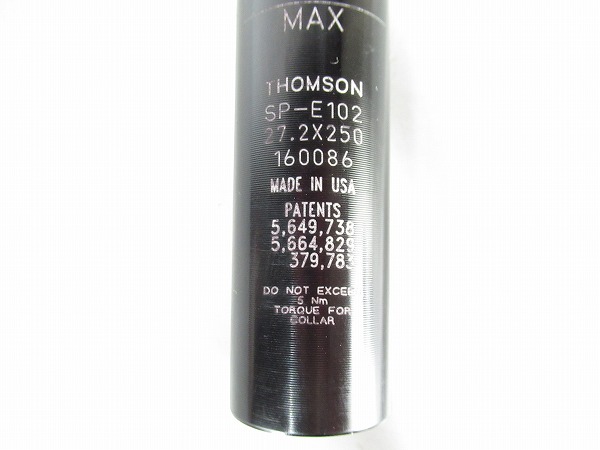 MAX
THOMSON
SP-E102
27.2X250
160086
MADE IN USA
PATENTS
5,649,738
5,664,829
379,783
DO NOT EXCEED
5 Nm
TORQUE FOR
COLLAR